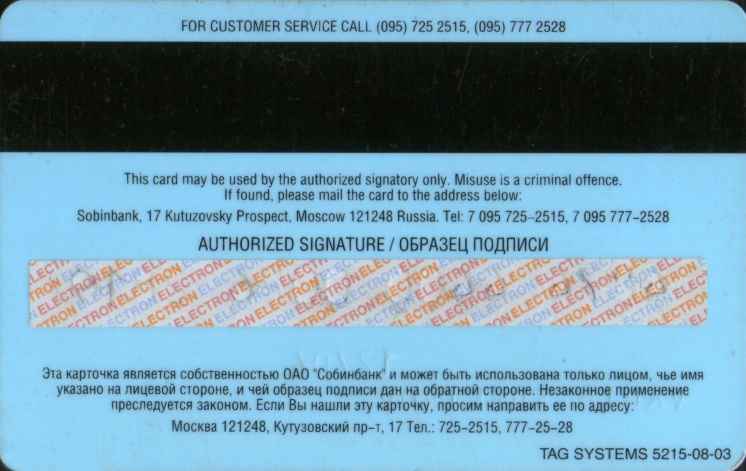 FOR CUSTOMER SERVICE CALL (095) 725 2515, (095) 777 2528
This card may be used by the authorized signatory only. Misuse is a criminal offence.
If found, please mail the card to the address below:
Sobinbank, 17 Kutuzovsky Prospect, Moscow 121248 Russia. Tel: 7 095 725-2515, 7 095 777-2528
AUTHORIZED SIGNATURE / ОБРАЗЕЦ ПОДПИСИ
ELECTRON ELECTRON ELECTRON ELECTRON ELECTRON
Эта карточка является собственностью ОАО "Собинбанк" и может быть использована только лицом, чье имя
указано на лицевой стороне, и чей образец подписи дан на обратной стороне. Незаконное применение
преследуется законом. Если Вы нашли эту карточку, просим направить ее по адресу:
Москва 121248, Кутузовский пр-т, 17 Тел.: 725-2515, 777-25-28
TAG SYSTEMS 5215-08-03